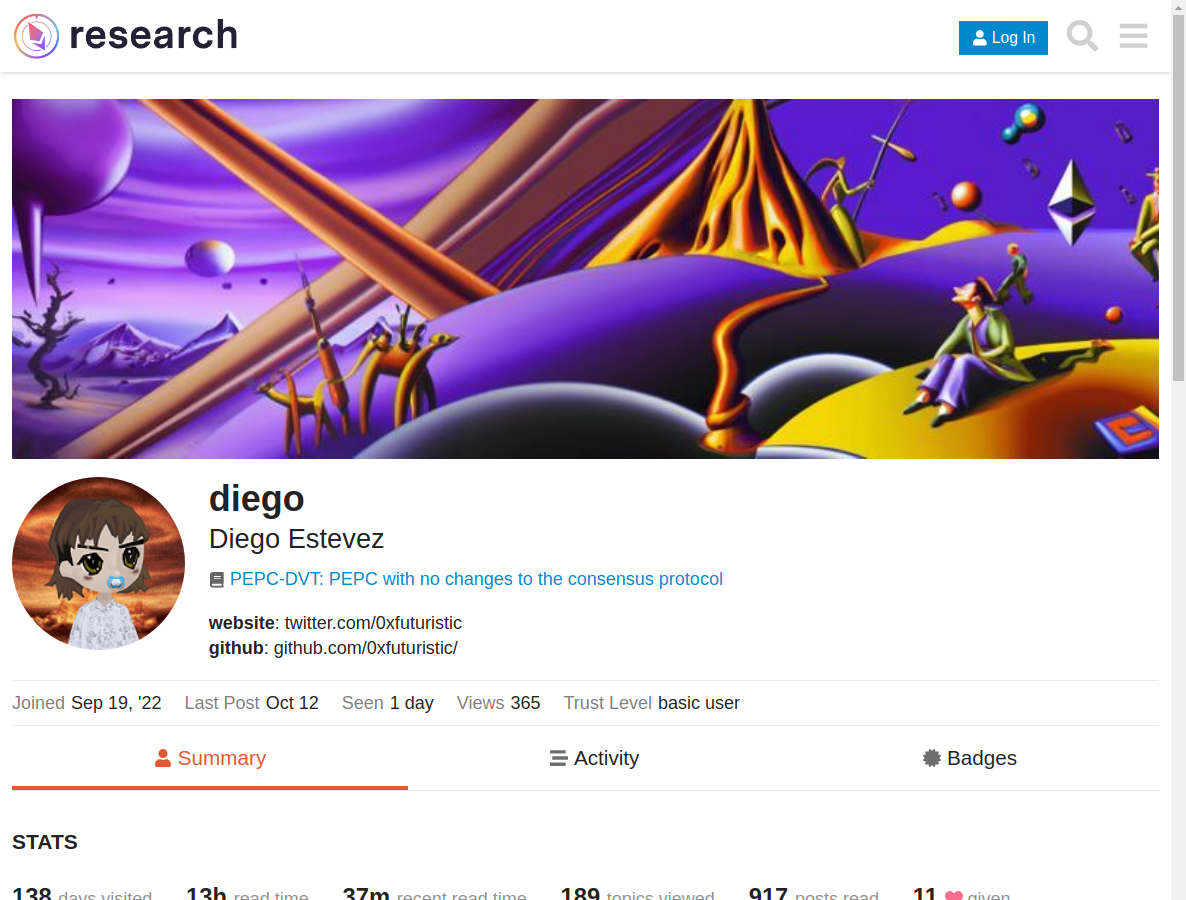 research
Log In
diego
Diego Estevez
PEPC-DVT: PEPC with no changes to the consensus protocol
website: twitter.com/0xfuturistic
github: github.com/0xfuturistic/
Joined Sep 19, '22 Last Post Oct 12 Seen 1 day Views 365 Trust Level basic user
Summary Activity Badges
STATS
138 days visited 13h read time 37m recent read time 189 topics viewed 917 posts read 11 given